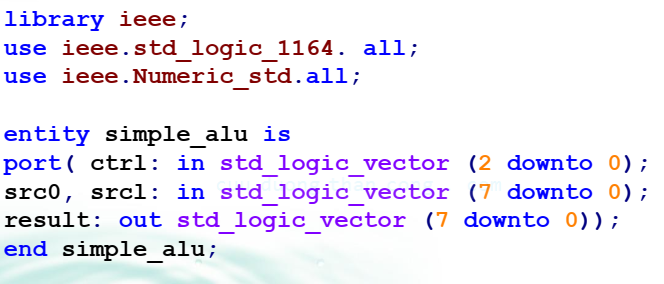 library ieee;
use ieee.std_logic_1164. all;
use ieee.Numeric_std.all;
entity simple_alu is
port( ctrl: in std_logic_vector (2 downto 0);
src0, srcl: in std_logic_vector (7 downto 0);
result: out std_logic_vector (7 downto 0));
end simple_alu;